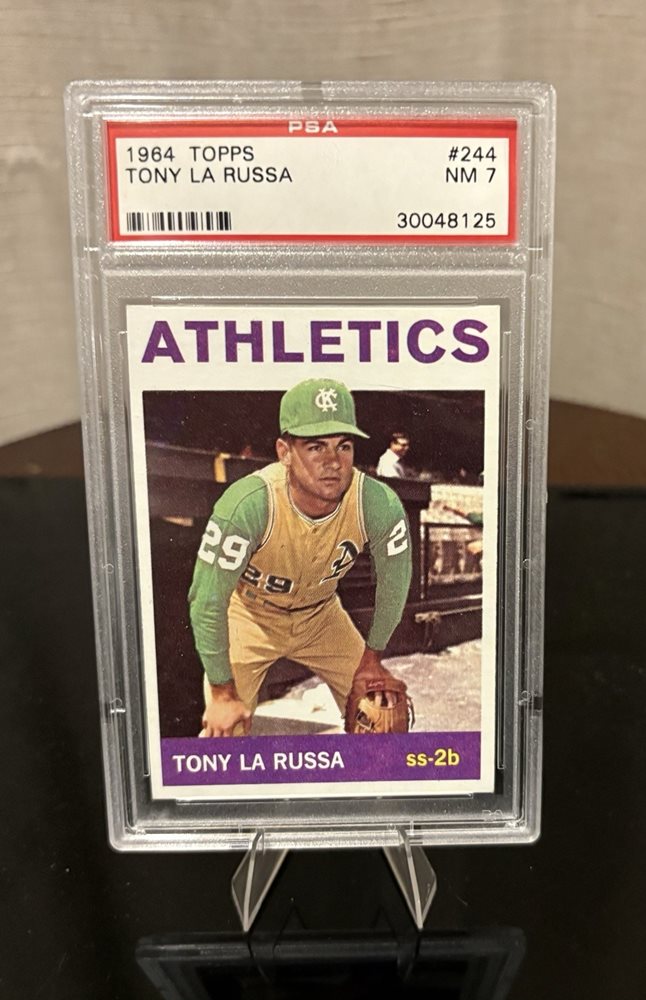 PSA
1964 TOPPS #244
TONY LA RUSSA NM 7
30048125
ATHLETICS
KC
29 2
29 A
TONY LA RUSSA ss-2b